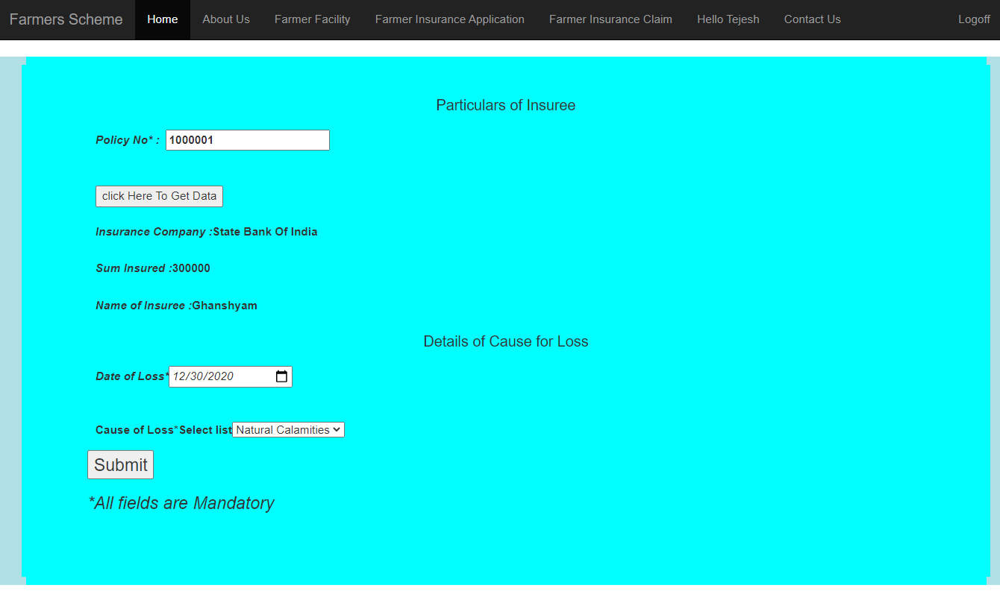 Farmers Scheme Home About Us Farmer Facility Farmer Insurance Application Farmer Insurance Claim Hello Tejesh Contact Us Logoff
Particulars of Insuree
Policy No* : 1000001
click Here To Get Data
Insurance Company :State Bank Of India
Sum Insured :300000
Name of Insuree :Ghanshyam
Details of Cause for Loss
Date of Loss* 12/30/2020
Cause of Loss*Select list Natural Calamities
Submit
*All fields are Mandatory